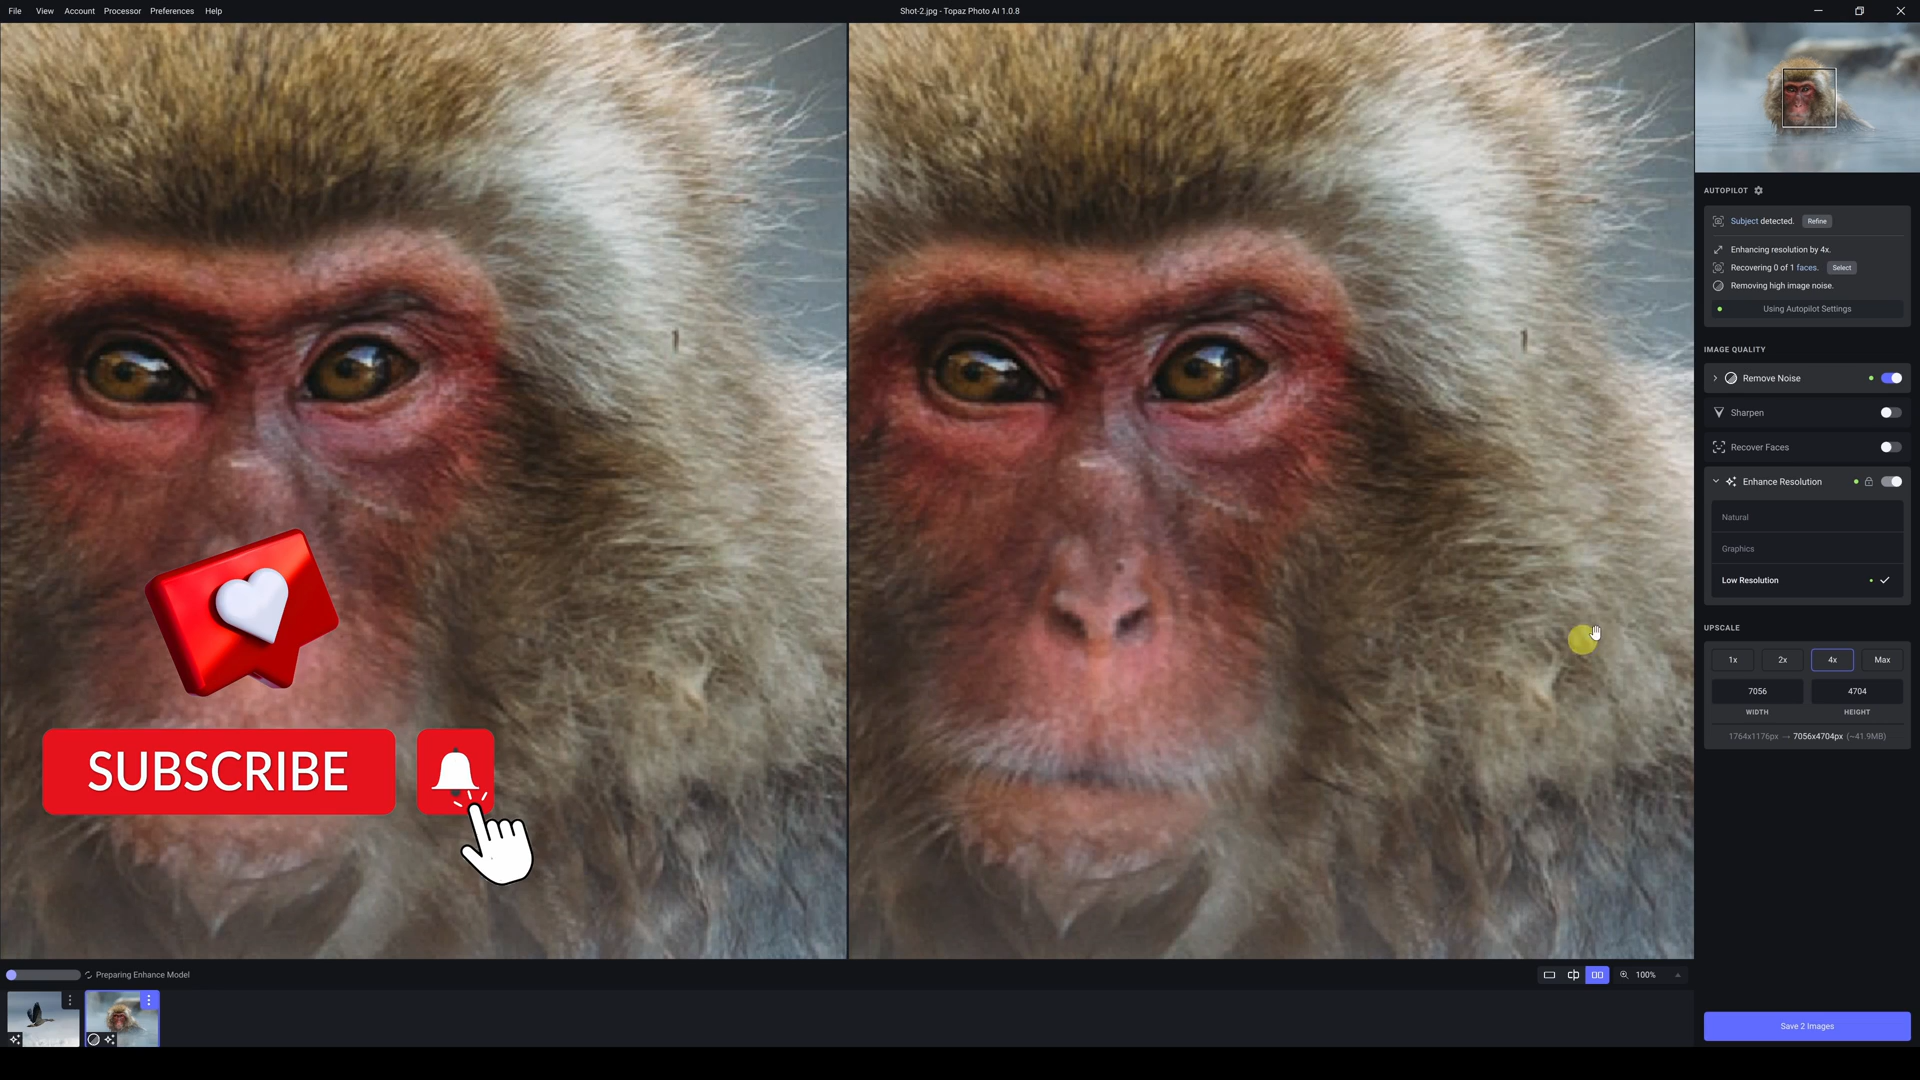 File View Account Processor Preferences Help
Shot-2.jpg - Topaz Photo AI 1.0.8
AUTOPILOT
Subject detected. Refine
Enhancing resolution by 4x.
Recovering 0 of 1 faces. Select
Removing high image noise.
Using Autopilot Settings
IMAGE QUALITY
Remove Noise
Sharpen
Recover Faces
Enhance Resolution
Natural
Graphics
Low Resolution
UPSCALE
1x 2x 4x Max
7056 4704
WIDTH HEIGHT
1764x1176px → 7056x4704px (~41.9MB)
SUBSCRIBE
Preparing Enhance Model
100%
Save 2 Images